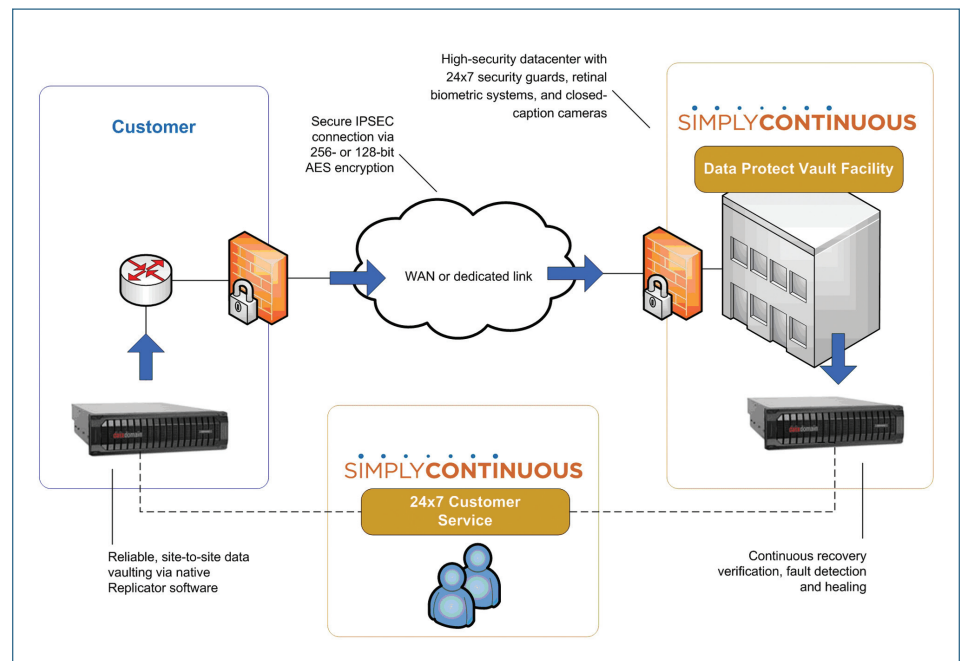 High-security datacenter with
24x7 security guards, retinal
biometric systems, and closed-
caption cameras
Customer
Secure IPSEC
connection via
256- or 128-bit
AES encryption
SIMPLYCONTINUOUS
Data Protect Vault Facility
WAN or dedicated link
datadomain
datadomain
SIMPLYCONTINUOUS
24x7 Customer
Service
Reliable, site-to-site data
vaulting via native
Replicator software
Continuous recovery
verification, fault detection
and healing